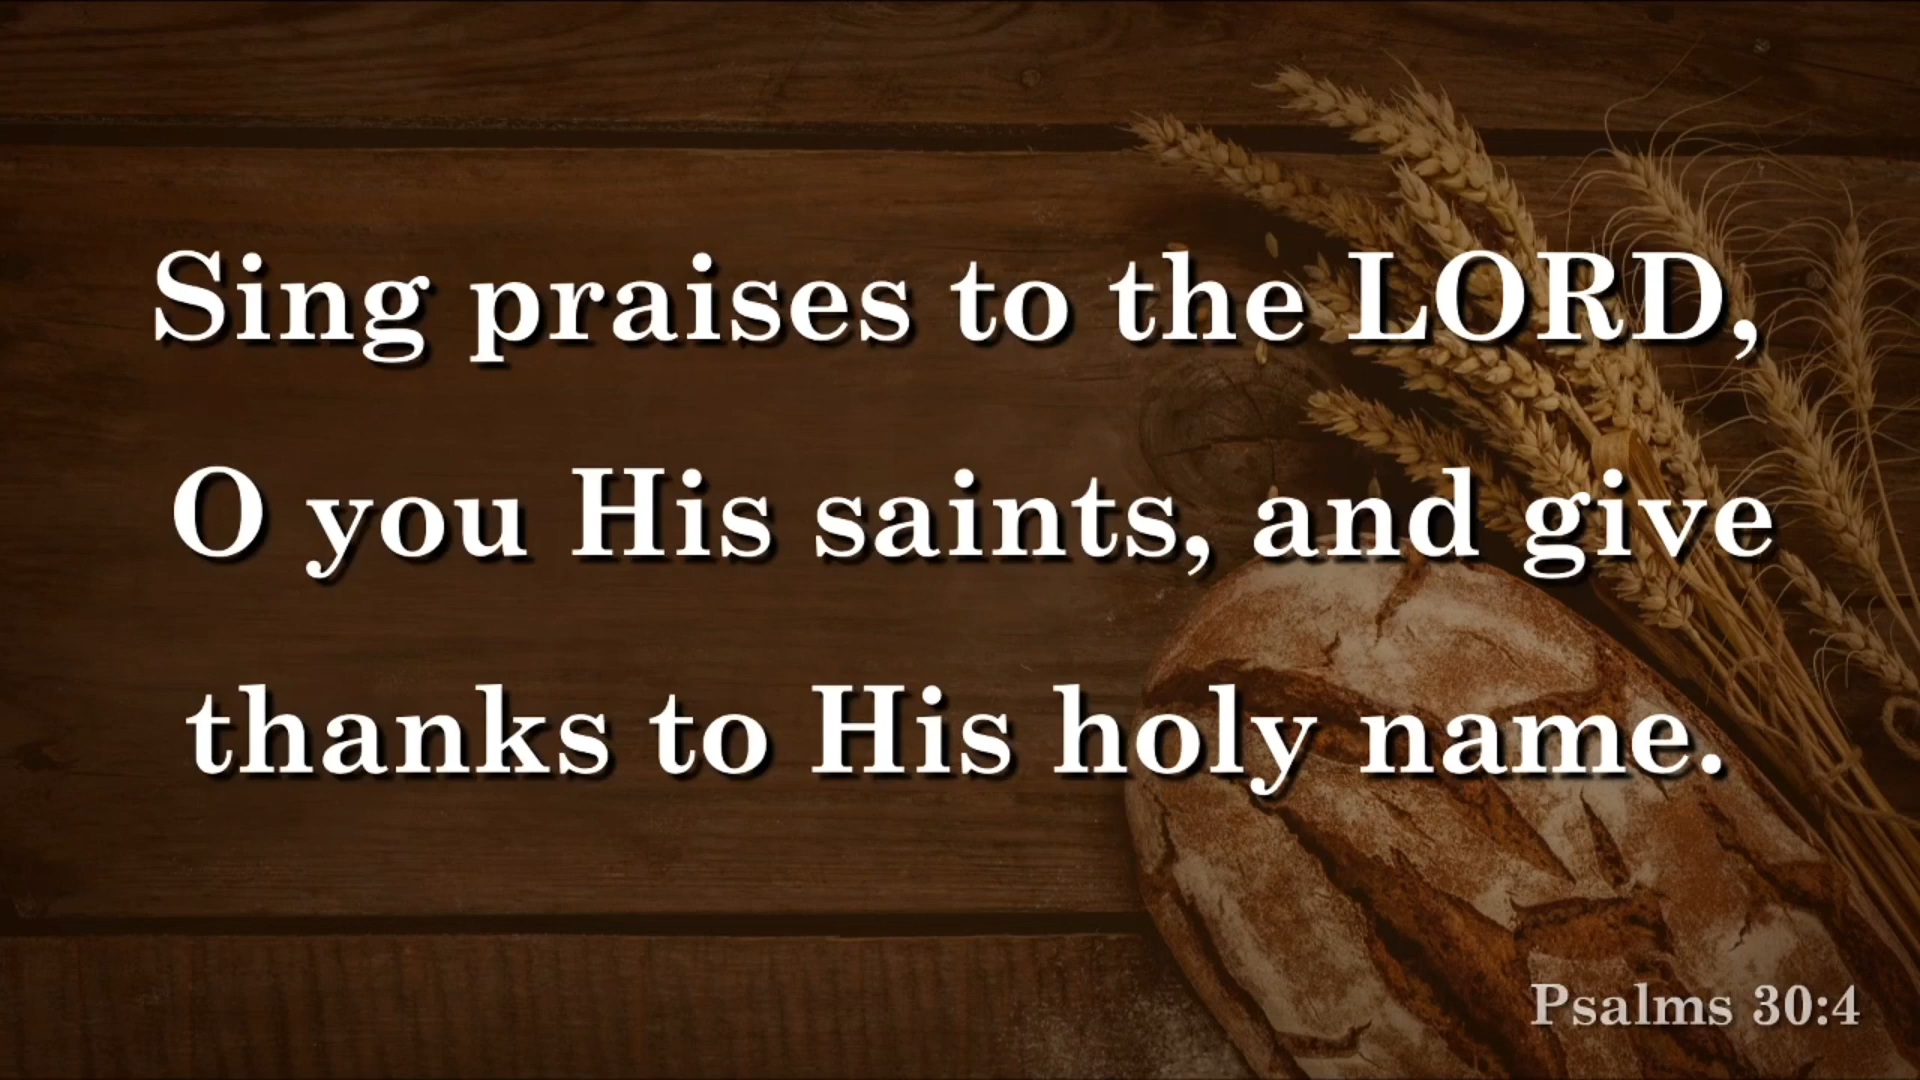 Sing praises to the LORD,
O you His saints, and give
thanks to His holy name.
Psalms 30:4